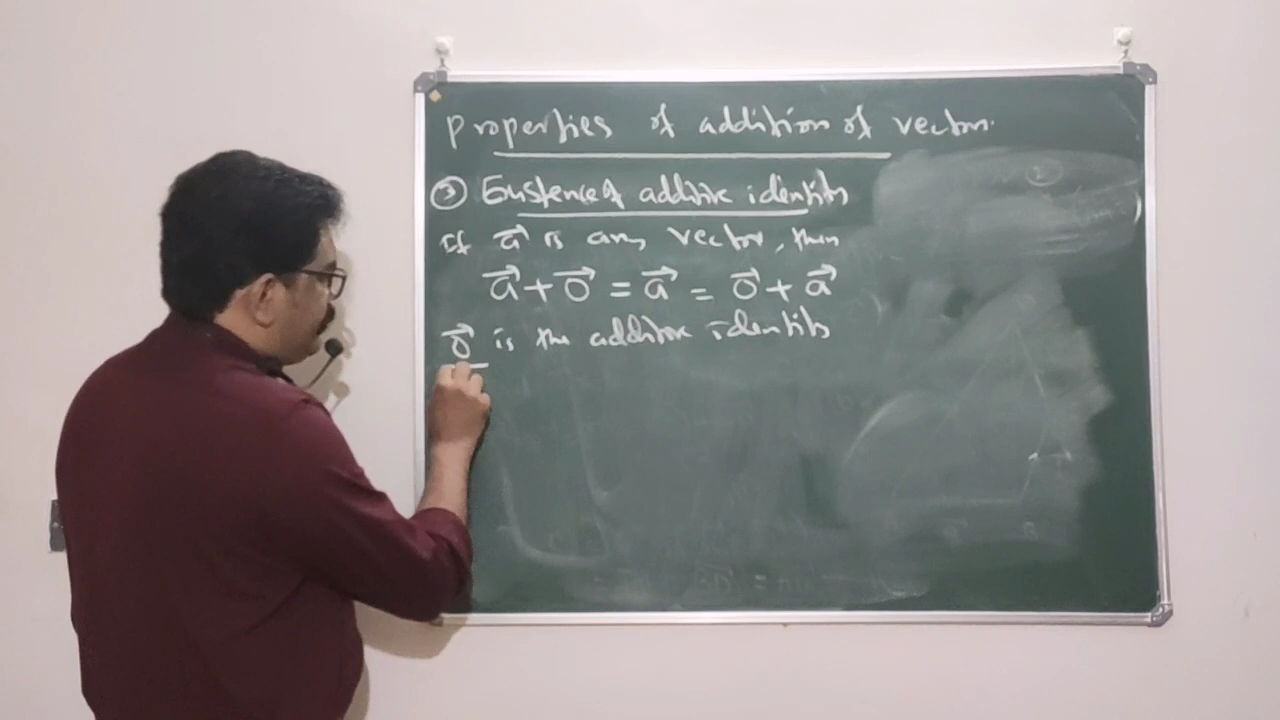 Properties of addition of vectors.
③ Existence of additive identity
If a⃗ is any vector, then
a⃗ + 0⃗ = a⃗ = 0⃗ + a⃗
0⃗ is the additive identity